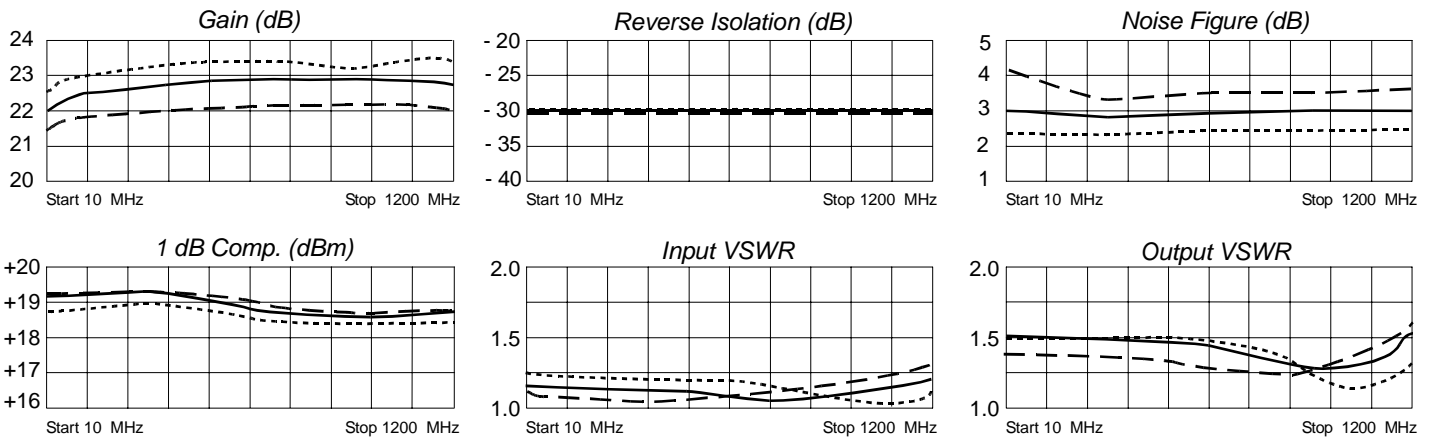 Gain (dB)
24
23
22
21
20
Start 10 MHz Stop 1200 MHz
Reverse Isolation (dB)
- 20
- 25
- 30
- 35
- 40
Start 10 MHz Stop 1200 MHz
Noise Figure (dB)
5
4
3
2
1
Start 10 MHz Stop 1200 MHz
1 dB Comp. (dBm)
+20
+19
+18
+17
+16
Start 10 MHz Stop 1200 MHz
Input VSWR
2.0
1.5
1.0
Start 10 MHz Stop 1200 MHz
Output VSWR
2.0
1.5
1.0
Start 10 MHz Stop 1200 MHz